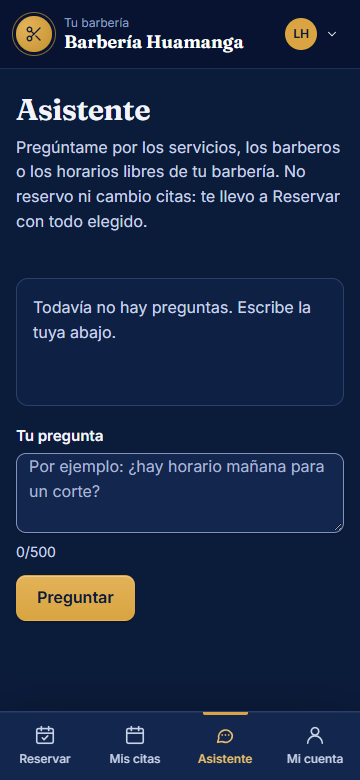 Tu barbería
Barbería Huamanga
LH
Asistente
Pregúntame por los servicios, los barberos
o los horarios libres de tu barbería. No
reservo ni cambio citas: te llevo a Reservar
con todo elegido.
Todavía no hay preguntas. Escribe la
tuya abajo.
Tu pregunta
Por ejemplo: ¿hay horario mañana para
un corte?
0/500
Preguntar
Reservar
Mis citas
Asistente
Mi cuenta